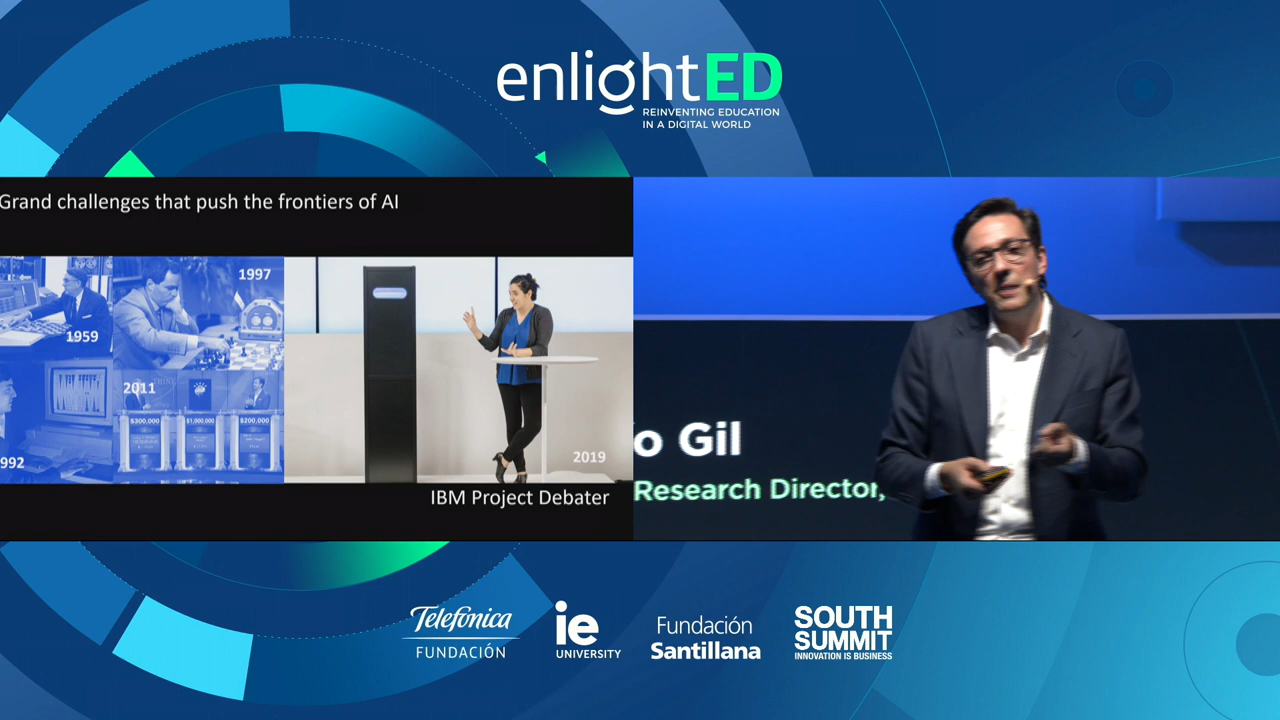 enlightED
REINVENTING EDUCATION
IN A DIGITAL WORLD
Grand challenges that push the frontiers of AI
1997
1959
2011
$300,000
$1,000,000
$200,000
992
2019
IBM Project Debater
o Gil
Research Director,
Telefónica
FUNDACIÓN
ie
UNIVERSITY
Fundación
Santillana
SOUTH
SUMMIT
INNOVATION IS BUSINESS